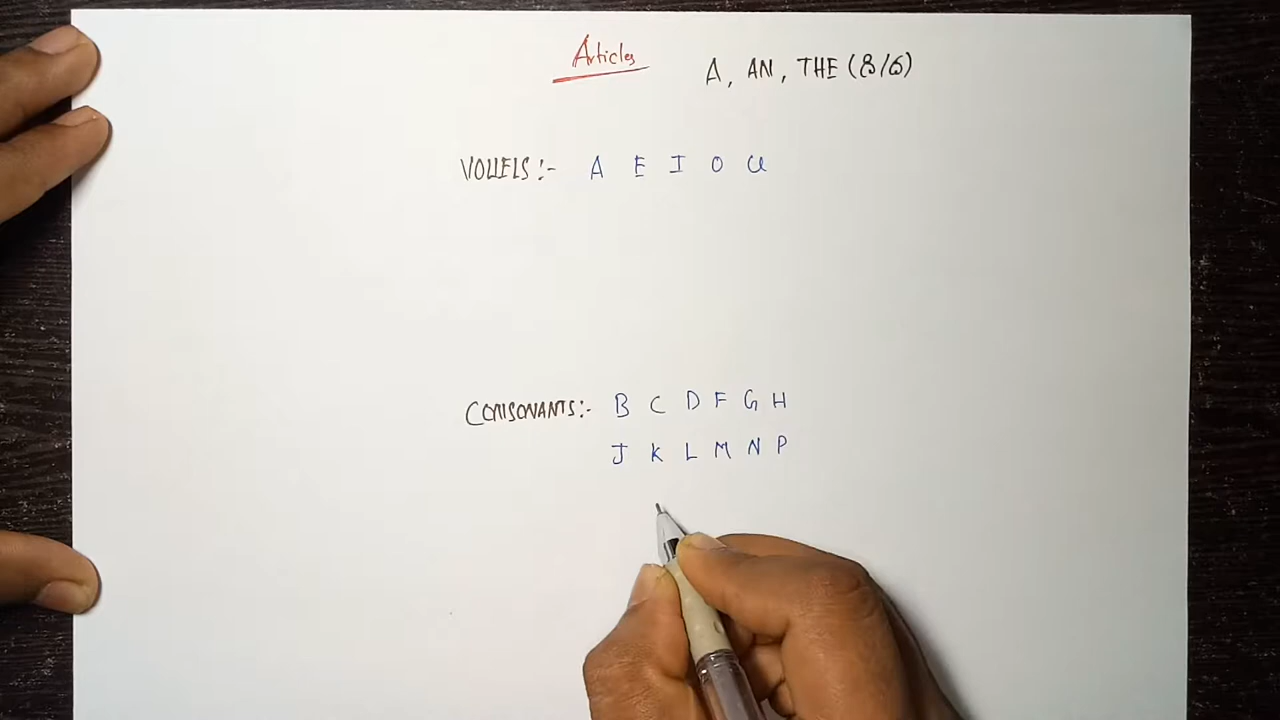 Articles A, AN, THE (8/6)
VOWELS:- A E I O U
CONSONANTS:- B C D F G H
J K L M N P